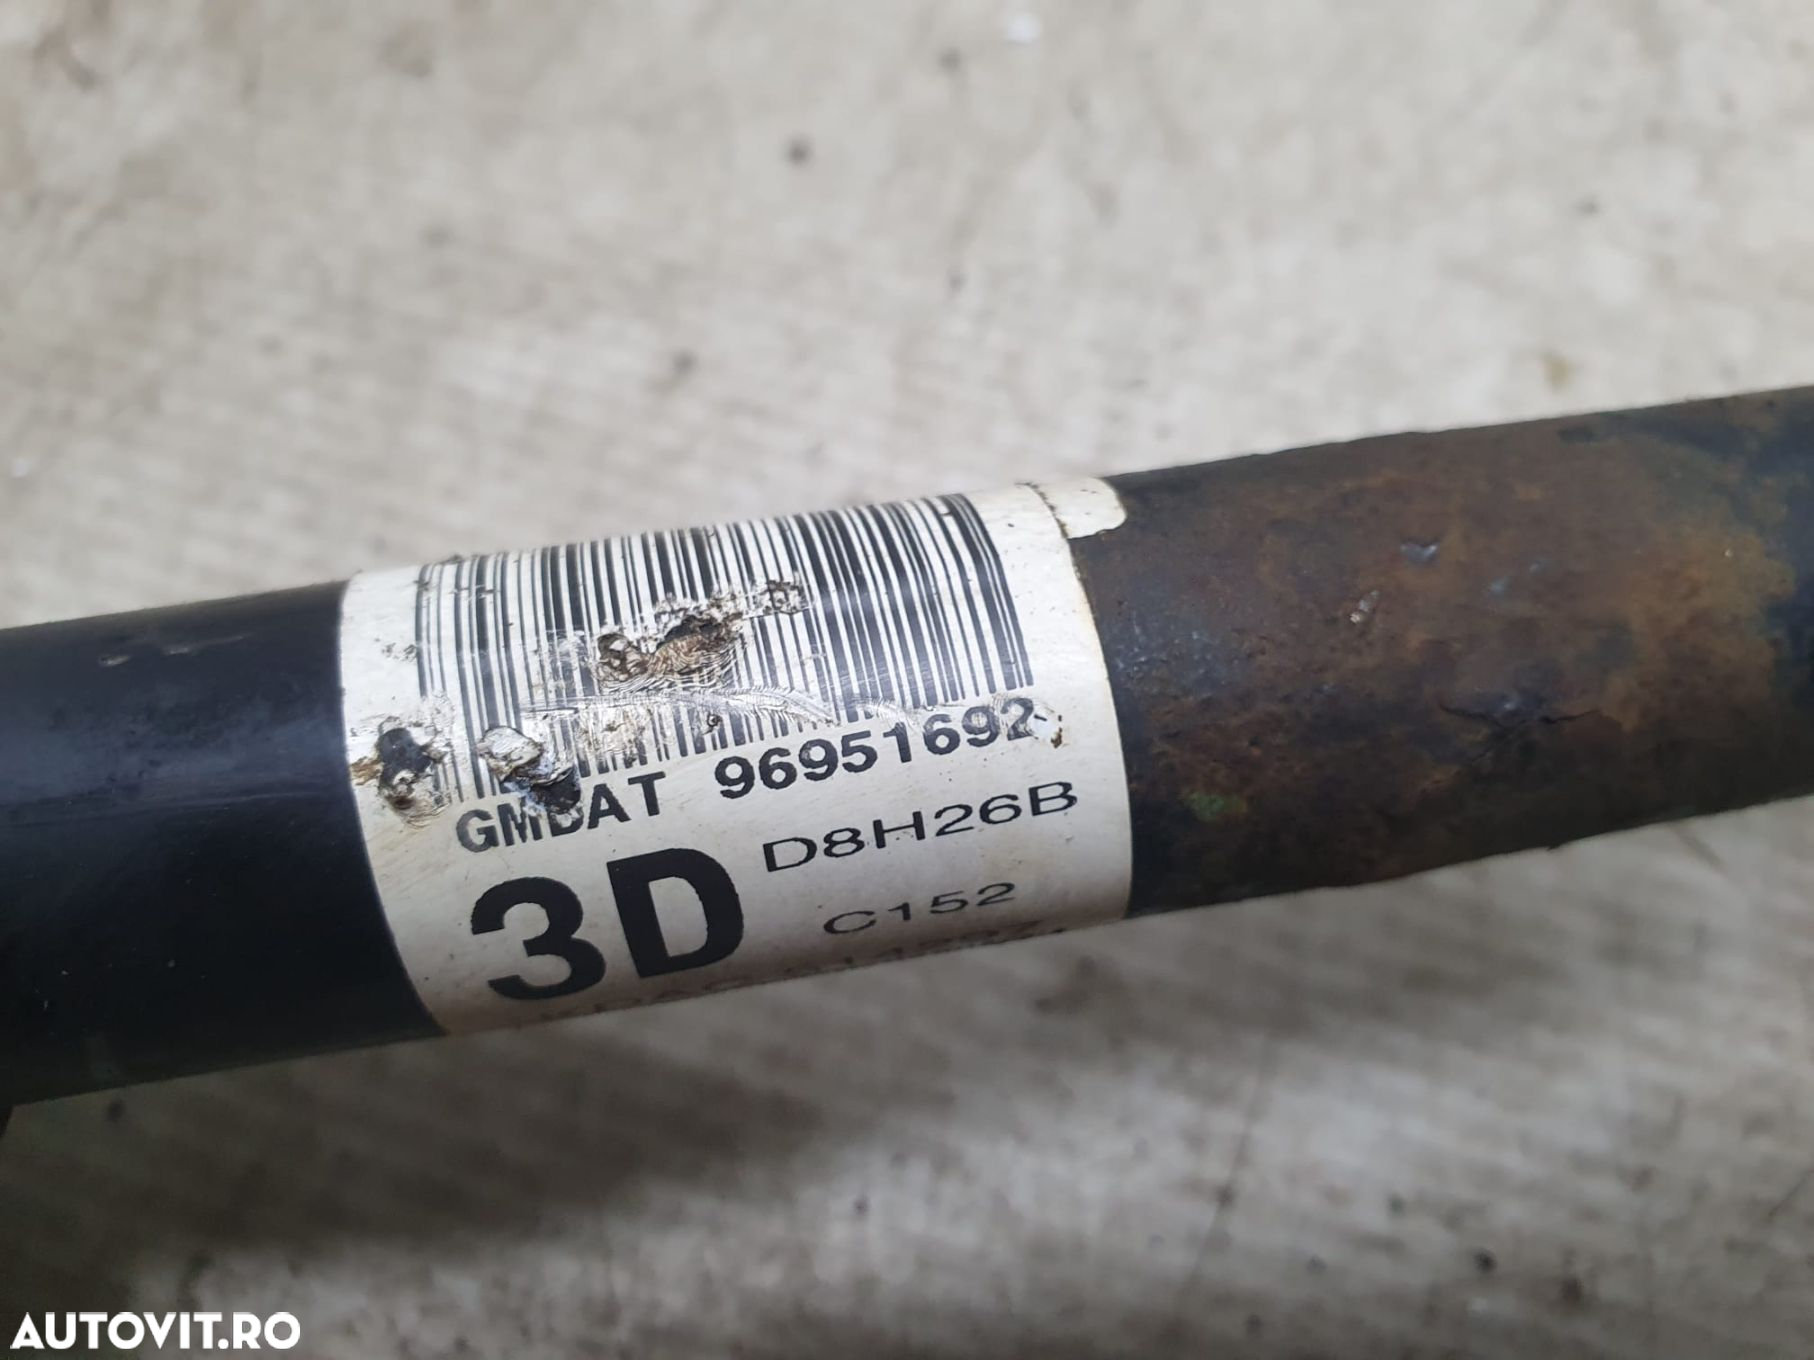 GMDAT 96951692
3D D8H26B
C152
AUTOVIT.RO